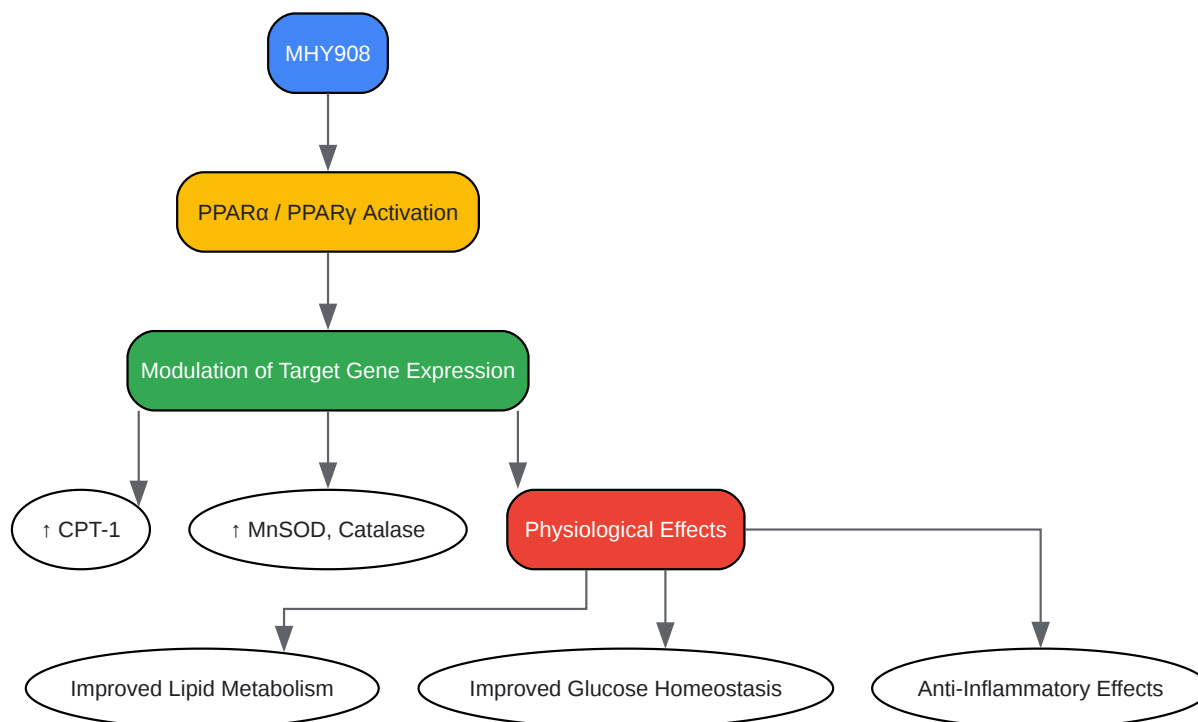 MHY908
PPARα / PPARγ Activation
Modulation of Target Gene Expression
↑ CPT-1
↑ MnSOD, Catalase
Physiological Effects
Improved Lipid Metabolism
Improved Glucose Homeostasis
Anti-Inflammatory Effects